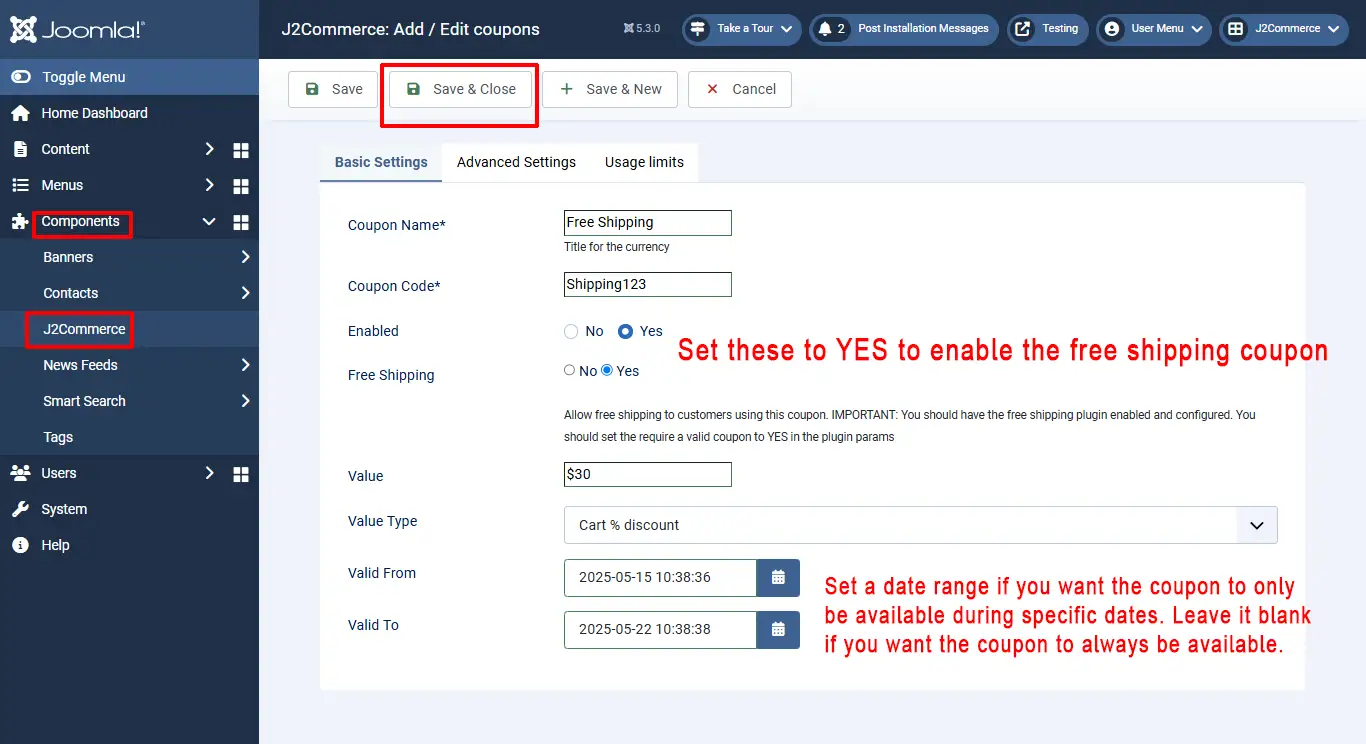 Joomla!
J2Commerce: Add / Edit coupons
5.3.0
Take a Tour
2 Post Installation Messages
Testing
User Menu
J2Commerce
Toggle Menu
Home Dashboard
Content
Menus
Components
Banners
Contacts
J2Commerce
News Feeds
Smart Search
Tags
Users
System
Help
Save
Save & Close
Save & New
Cancel
Basic Settings
Advanced Settings
Usage limits
Coupon Name*
Free Shipping
Title for the currency
Coupon Code*
Shipping123
Enabled
No Yes
Set these to YES to enable the free shipping coupon
Free Shipping
No Yes
Allow free shipping to customers using this coupon. IMPORTANT: You should have the free shipping plugin enabled and configured. You
should set the require a valid coupon to YES in the plugin params
Value
$30
Value Type
Cart % discount
Valid From
2025-05-15 10:38:36
Valid To
2025-05-22 10:38:38
Set a date range if you want the coupon to only
be available during specific dates. Leave it blank
if you want the coupon to always be available.